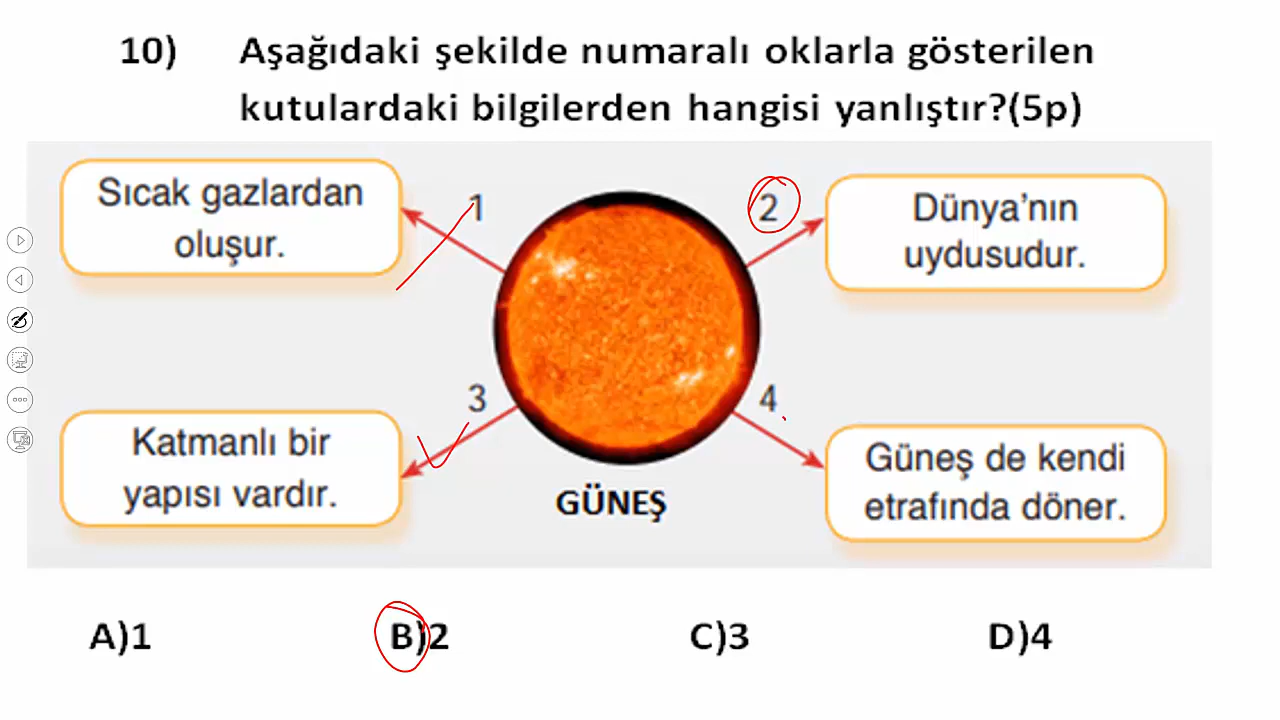 10) Aşağıdaki şekilde numaralı oklarla gösterilen
kutulardaki bilgilerden hangisi yanlıştır?(5p)
Sıcak gazlardan
oluşur.
1
2
Dünya'nın
uydusudur.
3
4
Katmanlı bir
yapısı vardır.
GÜNEŞ
Güneş de kendi
etrafında döner.
A)1 B)2 C)3 D)4